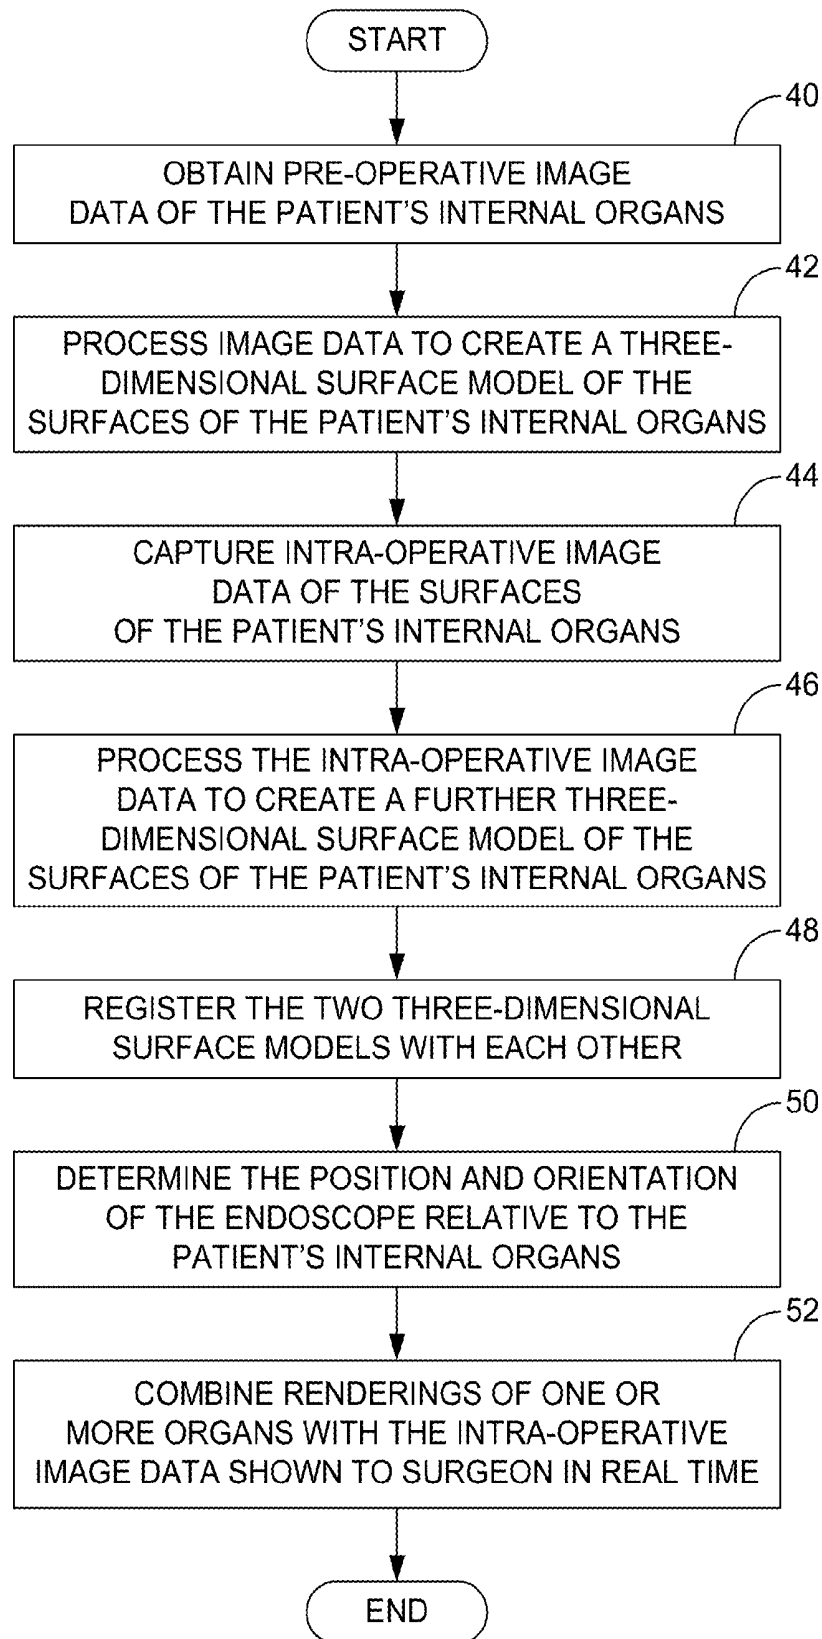 START
40
OBTAIN PRE-OPERATIVE IMAGE
DATA OF THE PATIENT'S INTERNAL ORGANS
42
PROCESS IMAGE DATA TO CREATE A THREE-
DIMENSIONAL SURFACE MODEL OF THE
SURFACES OF THE PATIENT'S INTERNAL ORGANS
44
CAPTURE INTRA-OPERATIVE IMAGE
DATA OF THE SURFACES
OF THE PATIENT'S INTERNAL ORGANS
46
PROCESS THE INTRA-OPERATIVE IMAGE
DATA TO CREATE A FURTHER THREE-
DIMENSIONAL SURFACE MODEL OF THE
SURFACES OF THE PATIENT'S INTERNAL ORGANS
48
REGISTER THE TWO THREE-DIMENSIONAL
SURFACE MODELS WITH EACH OTHER
50
DETERMINE THE POSITION AND ORIENTATION
OF THE ENDOSCOPE RELATIVE TO THE
PATIENT'S INTERNAL ORGANS
52
COMBINE RENDERINGS OF ONE OR
MORE ORGANS WITH THE INTRA-OPERATIVE
IMAGE DATA SHOWN TO SURGEON IN REAL TIME
END